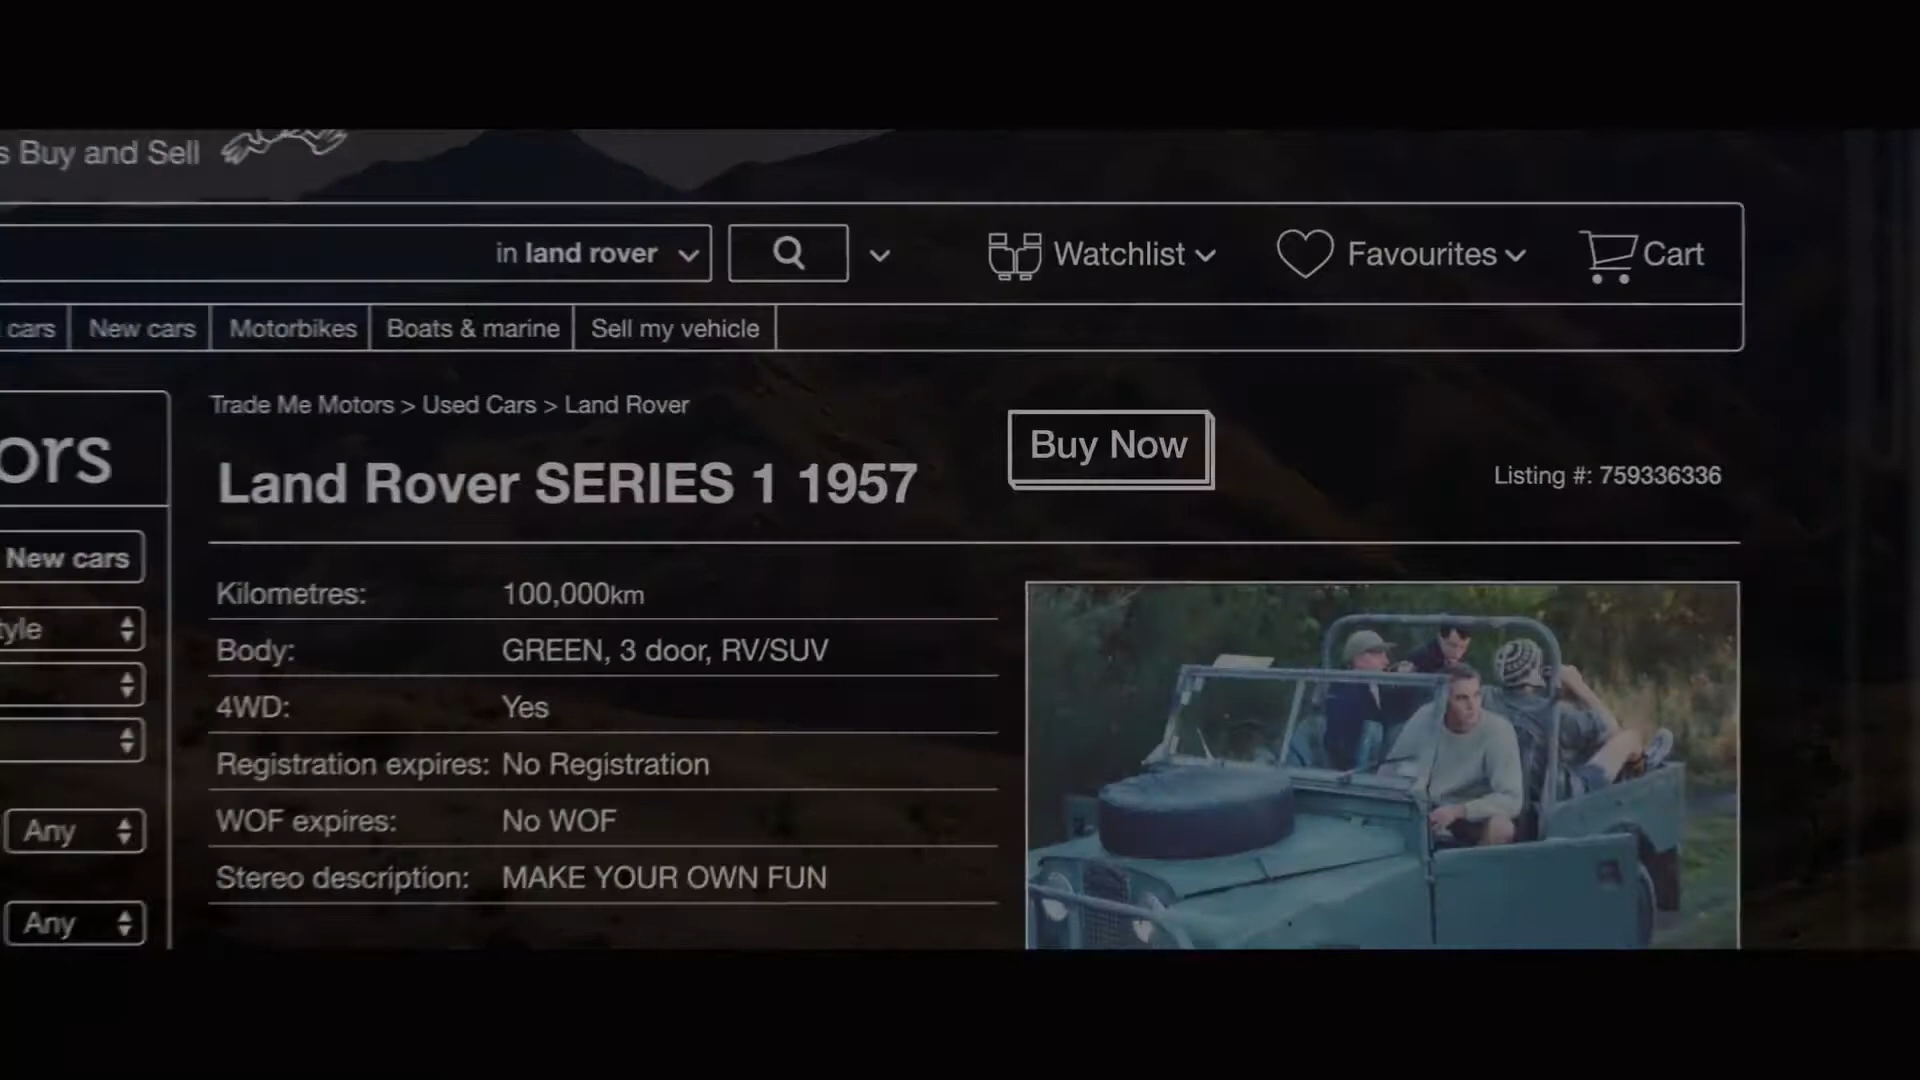 s Buy and Sell
in land rover
Watchlist
Favourites
Cart
cars
New cars
Motorbikes
Boats & marine
Sell my vehicle
Trade Me Motors > Used Cars > Land Rover
ors
Buy Now
Land Rover SERIES 1 1957
Listing #: 759336336
New cars
Kilometres: 100,000km
tyle
Body: GREEN, 3 door, RV/SUV
4WD: Yes
Registration expires: No Registration
WOF expires: No WOF
Any
Stereo description: MAKE YOUR OWN FUN
Any